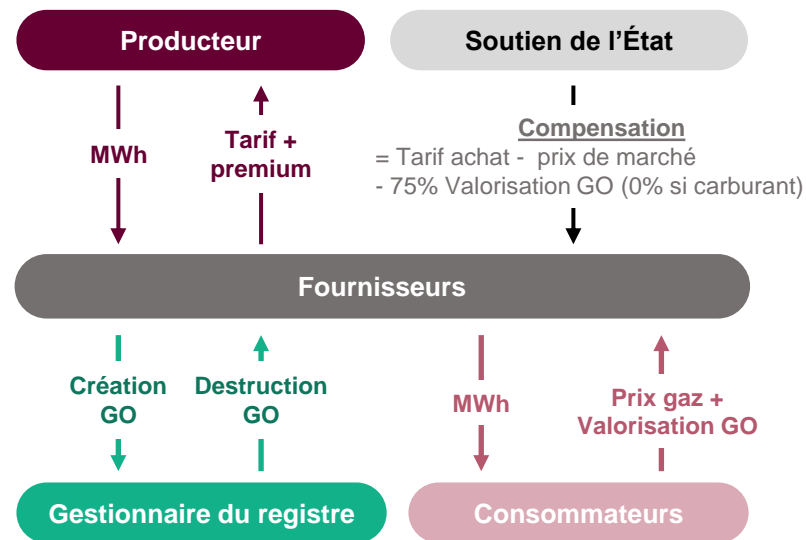 Producteur
Soutien de l'État
MWh
Tarif +
premium
Compensation
= Tarif achat - prix de marché
- 75% Valorisation GO (0% si carburant)
Fournisseurs
Création
GO
Destruction
GO
MWh
Prix gaz +
Valorisation GO
Gestionnaire du registre
Consommateurs